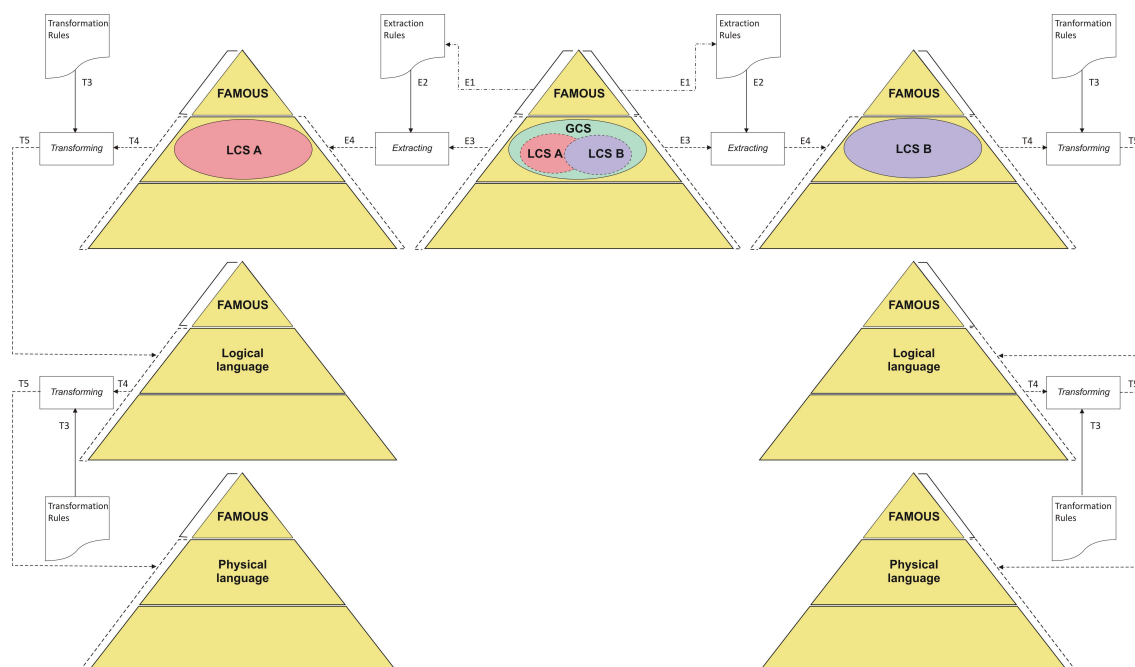 Transformation
Rules
Extraction
Rules
Extraction
Rules
Tranformation
Rules
T3
E2
E1
E1
E2
T3
FAMOUS
FAMOUS
FAMOUS
T5
Transforming
T4
LCS A
E4
Extracting
E3
GCS
LCS A
LCS B
E3
Extracting
E4
LCS B
T4
Transforming
T5
FAMOUS
FAMOUS
Logical
language
Logical
language
T5
Transforming
T4
T4
Transforming
T5
T3
T3
Transformation
Rules
FAMOUS
FAMOUS
Tranformation
Rules
Physical
language
Physical
language